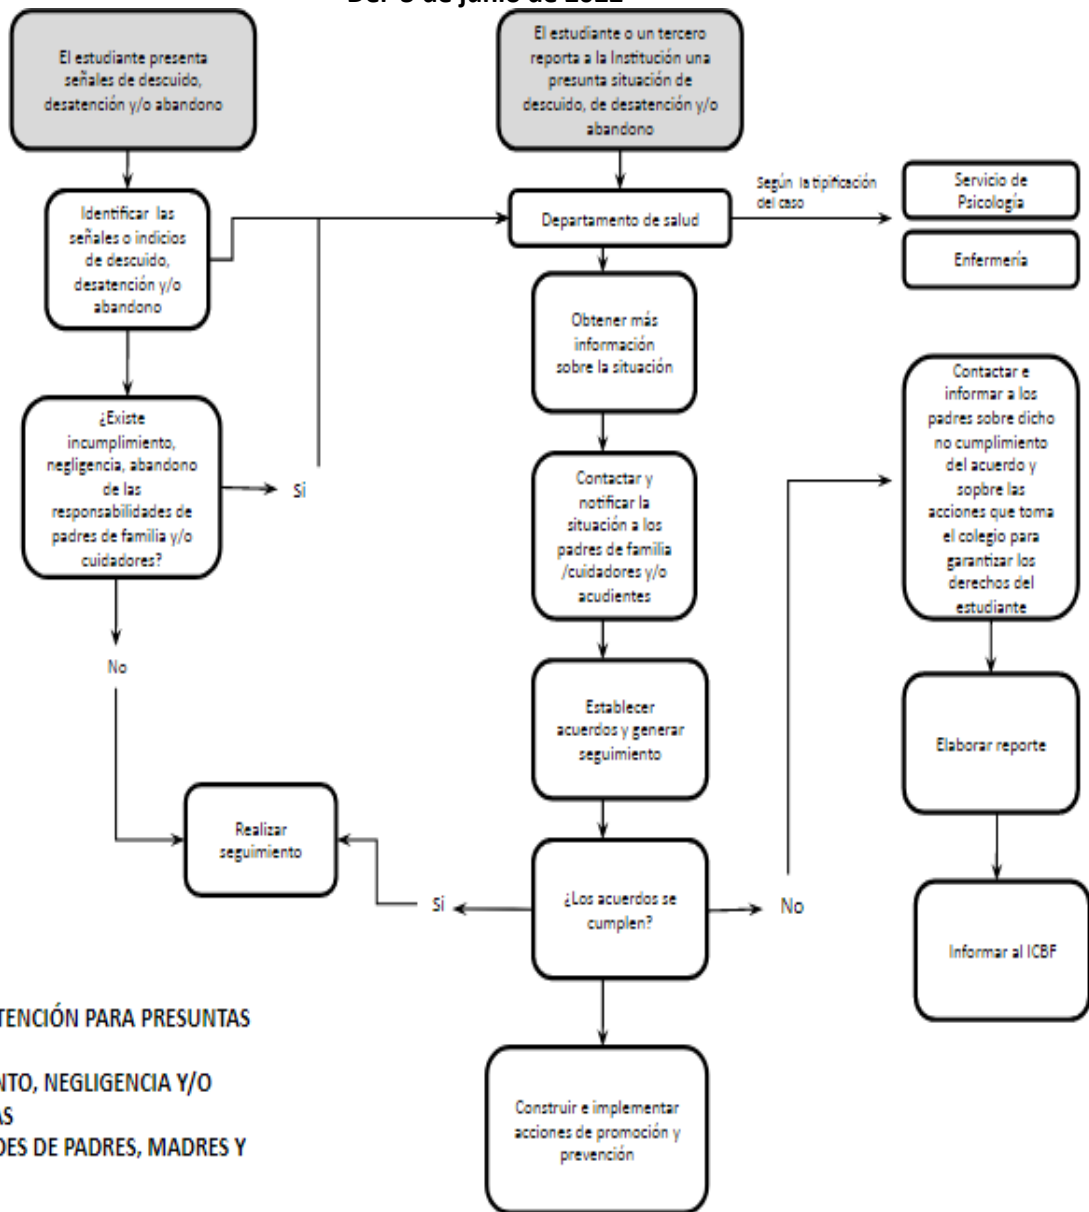 El estudiante presenta
señales de descuido,
desatención y/o abandono
El estudiante o un tercero
reporta a la Institución una
presunta situación de
descuido, de desatención y/o
abandono
Identificar las
señales o indicios
de descuido,
desatención y/o
abandono
Departamento de salud
Según la tipificación
del caso
Servicio de
Psicología
Enfermería
Obtener más
información
sobre la situación
¿Existe
incumplimiento,
negligencia, abandono
de las
responsabilidades de
padres de familia y/o
cuidadores?
Si
Contactar y
notificar la
situación a los
padres de familia
/cuidadores y/o
acudientes
Contactar e
informar a los
padres sobre dicho
no cumplimiento
del acuerdo y
sopbre las
acciones que toma
el colegio para
garantizar los
derechos del
estudiante
No
Establecer
acuerdos y generar
seguimiento
Elaborar reporte
Realizar
seguimiento
¿Los acuerdos se
cumplen?
Si
No
Informar al ICBF
TENCIÓN PARA PRESUNTAS
NTO, NEGLIGENCIA Y/O
AS
DES DE PADRES, MADRES Y
Construir e implementar
acciones de promoción y
prevención